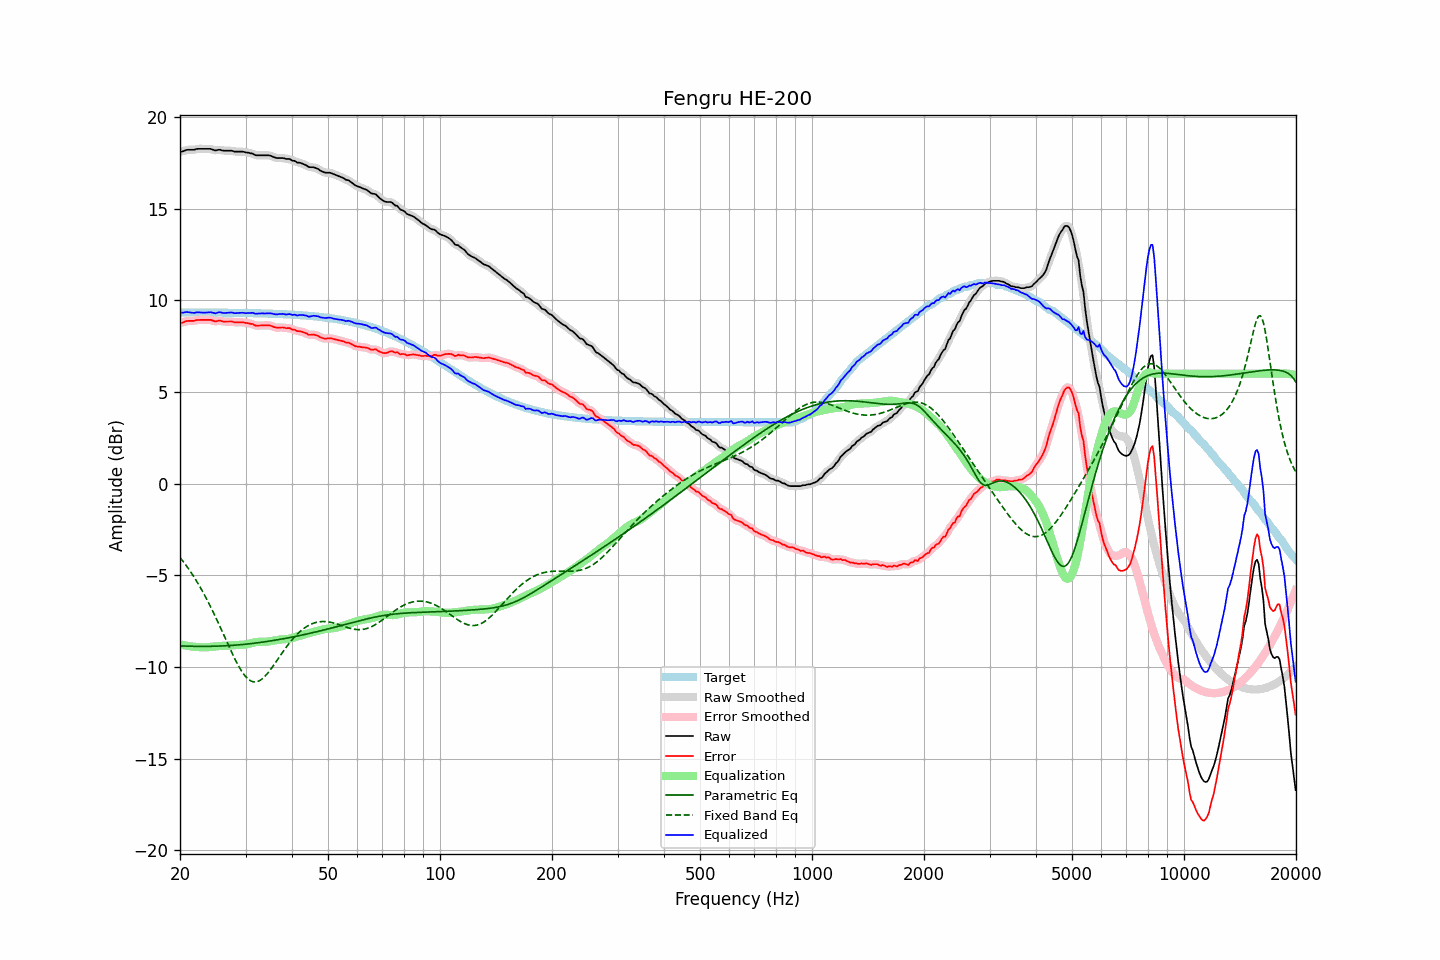 Fengru HE-200
20
15
10
5
0
−5
−10
−15
−20
Amplitude (dBr)
Target
Raw Smoothed
Error Smoothed
Raw
Error
Equalization
Parametric Eq
Fixed Band Eq
Equalized
20 50 100 200 500 1000 2000 5000 10000 20000
Frequency (Hz)